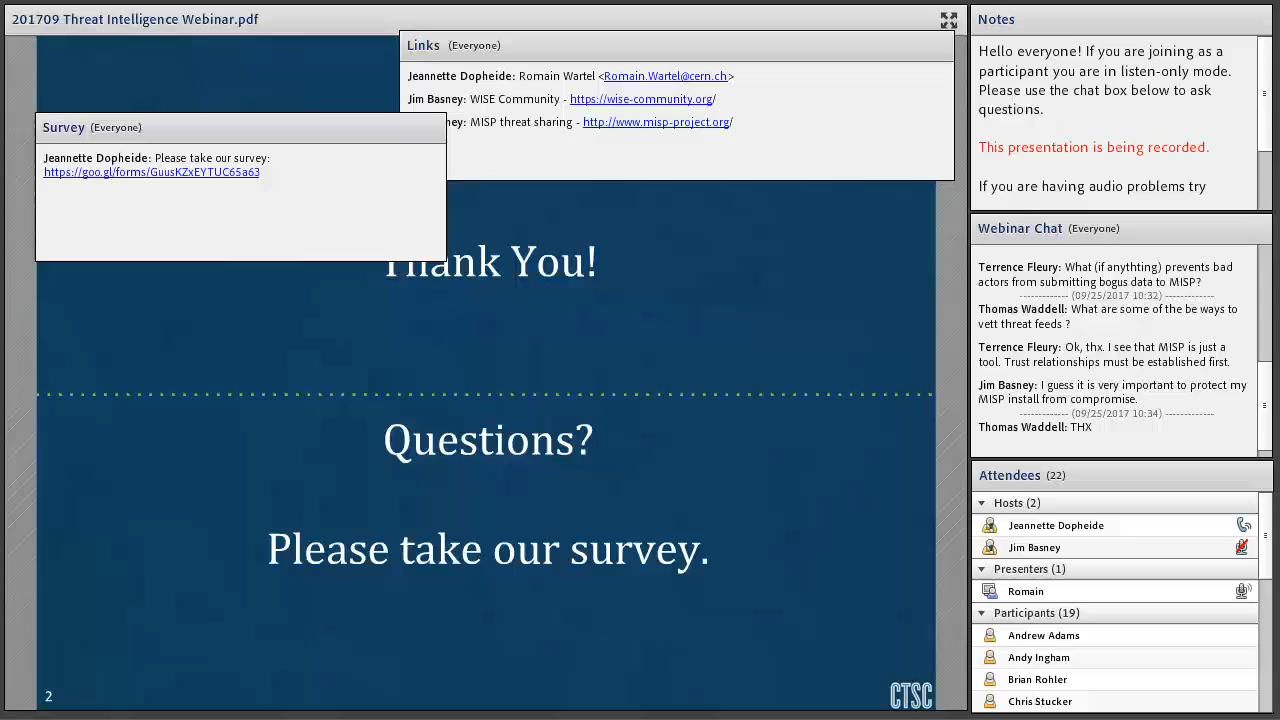 201709 Threat Intelligence Webinar.pdf
Links (Everyone)
Jeannette Dopheide: Romain Wartel <Romain.Wartel@cern.ch>
Jim Basney: WISE Community - https://wise-community.org/
ney: MISP threat sharing - http://www.misp-project.org/
Survey (Everyone)
Jeannette Dopheide: Please take our survey:
https://goo.gl/forms/GuusKZxEYTUC65a63
Thank You!
Questions?
Please take our survey.
2
CTSC
Notes
Hello everyone! If you are joining as a
participant you are in listen-only mode.
Please use the chat box below to ask
questions.
This presentation is being recorded.
If you are having audio problems try
Webinar Chat (Everyone)
Terrence Fleury: What (if anythting) prevents bad
actors from submitting bogus data to MISP?
------------- (09/25/2017 10:32) -------------
Thomas Waddell: What are some of the be ways to
vett threat feeds ?
Terrence Fleury: Ok, thx. I see that MISP is just a
tool. Trust relationships must be established first.
Jim Basney: I guess it is very important to protect my
MISP install from compromise.
------------- (09/25/2017 10:34) -------------
Thomas Waddell: THX
Attendees (22)
Hosts (2)
Jeannette Dopheide
Jim Basney
Presenters (1)
Romain
Participants (19)
Andrew Adams
Andy Ingham
Brian Rohler
Chris Stucker